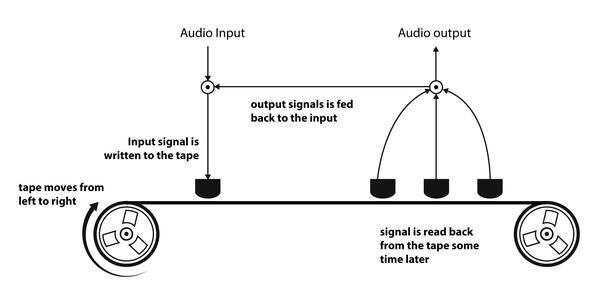 Audio Input
Audio output
output signals is fed
back to the input
Input signal is
written to the tape
tape moves from
left to right
signal is read back
from the tape some
time later